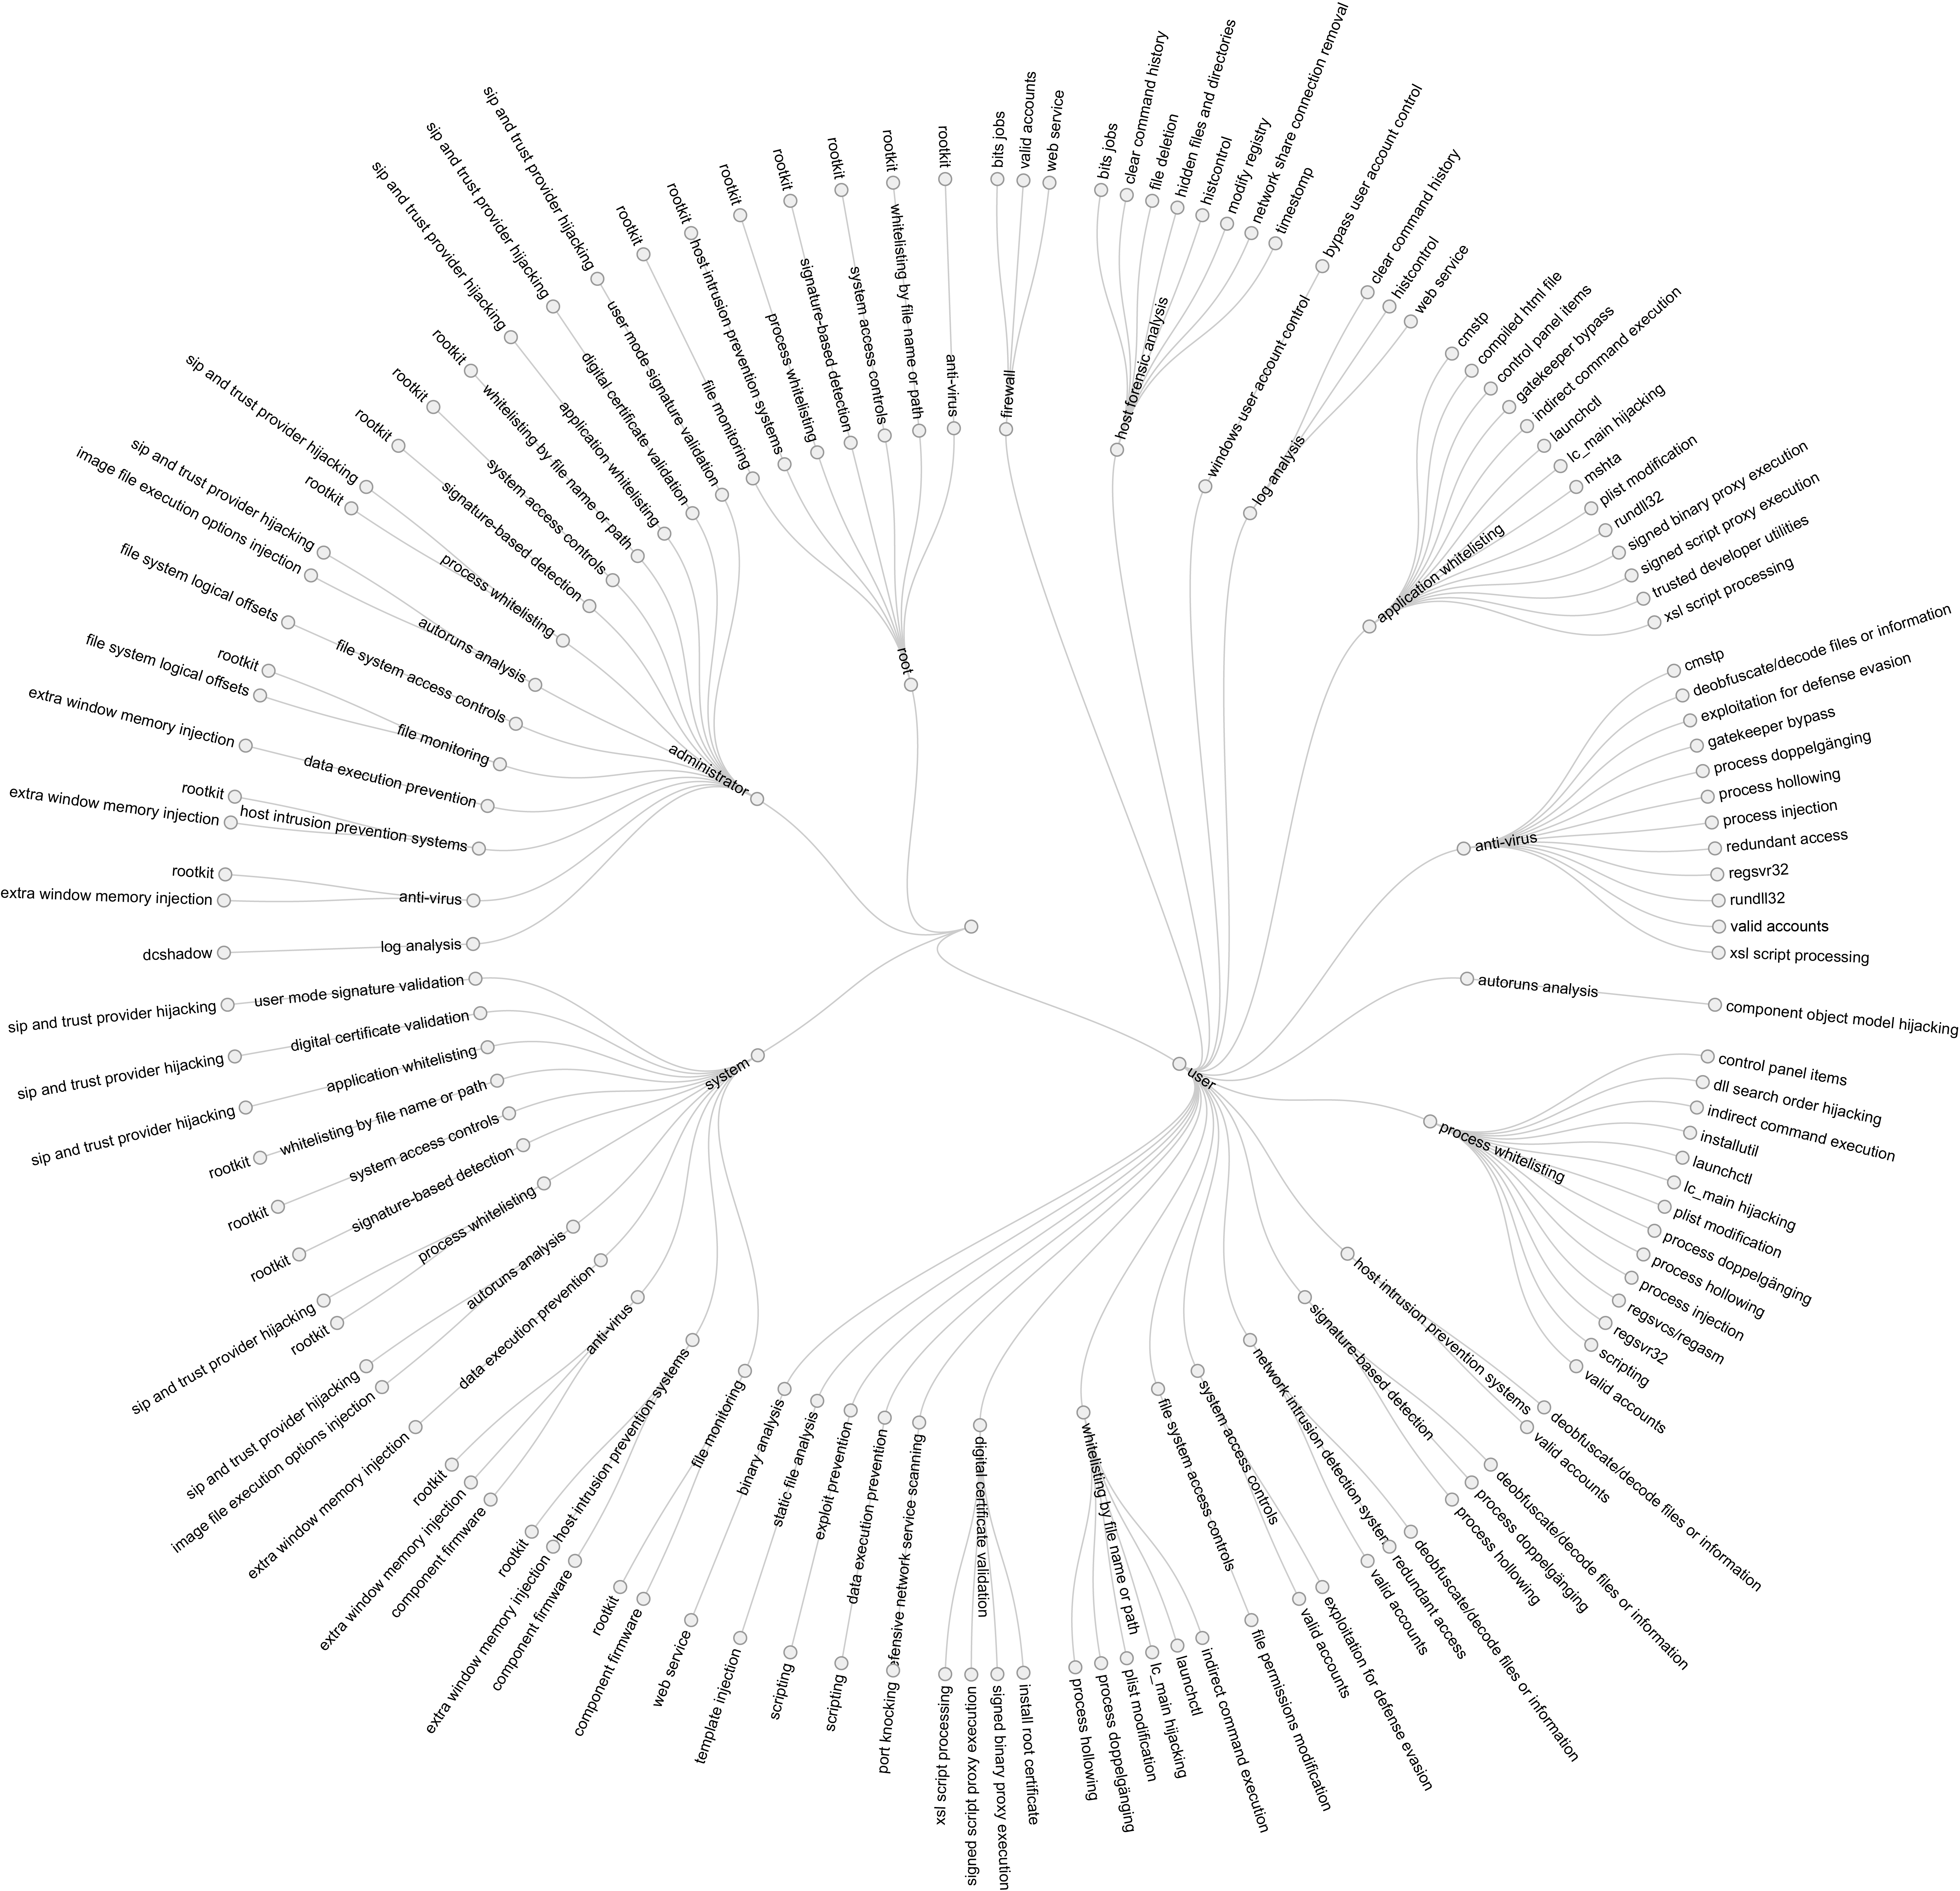 user
firewall
bits jobs
valid accounts
web service
host forensic analysis
bits jobs
clear command history
file deletion
hidden files and directories
histcontrol
modify registry
network share connection removal
timestomp
windows user account control
bypass user account control
log analysis
clear command history
histcontrol
web service
application whitelisting
cmstp
compiled html file
control panel items
gatekeeper bypass
indirect command execution
launchctl
lc_main hijacking
mshta
plist modification
rundll32
signed binary proxy execution
signed script proxy execution
trusted developer utilities
xsl script processing
anti-virus
cmstp
deobfuscate/decode files or information
exploitation for defense evasion
gatekeeper bypass
process doppelgänging
process hollowing
process injection
redundant access
regsvr32
rundll32
valid accounts
xsl script processing
autoruns analysis
component object model hijacking
process whitelisting
control panel items
dll search order hijacking
indirect command execution
installutil
launchctl
lc_main hijacking
plist modification
process doppelgänging
process hollowing
process injection
regsvcs/regasm
regsvr32
scripting
valid accounts
host intrusion prevention systems
deobfuscate/decode files or information
valid accounts
signature-based detection
deobfuscate/decode files or information
process doppelgänging
process hollowing
network intrusion detection system
deobfuscate/decode files or information
redundant access
valid accounts
system access controls
exploitation for defense evasion
valid accounts
file system access controls
file permissions modification
whitelisting by file name or path
indirect command execution
launchctl
lc_main hijacking
plist modification
process doppelgänging
process hollowing
digital certificate validation
install root certificate
signed binary proxy execution
signed script proxy execution
xsl script processing
fensive network service scanning
port knocking
data execution prevention
scripting
exploit prevention
scripting
static file analysis
template injection
binary analysis
web service
system
file monitoring
component firmware
rootkit
host intrusion prevention systems
component firmware
extra window memory injection
rootkit
anti-virus
component firmware
extra window memory injection
rootkit
data execution prevention
extra window memory injection
autoruns analysis
image file execution options injection
sip and trust provider hijacking
process whitelisting
rootkit
sip and trust provider hijacking
signature-based detection
rootkit
system access controls
rootkit
whitelisting by file name or path
rootkit
application whitelisting
sip and trust provider hijacking
digital certificate validation
sip and trust provider hijacking
user mode signature validation
sip and trust provider hijacking
administrator
log analysis
dcshadow
anti-virus
extra window memory injection
rootkit
host intrusion prevention systems
extra window memory injection
rootkit
data execution prevention
extra window memory injection
file monitoring
file system logical offsets
rootkit
file system access controls
file system logical offsets
autoruns analysis
image file execution options injection
sip and trust provider hijacking
process whitelisting
rootkit
sip and trust provider hijacking
signature-based detection
rootkit
system access controls
rootkit
whitelisting by file name or path
rootkit
application whitelisting
sip and trust provider hijacking
digital certificate validation
sip and trust provider hijacking
user mode signature validation
sip and trust provider hijacking
root
file monitoring
rootkit
host intrusion prevention systems
rootkit
process whitelisting
rootkit
signature-based detection
rootkit
system access controls
rootkit
whitelisting by file name or path
rootkit
anti-virus
rootkit